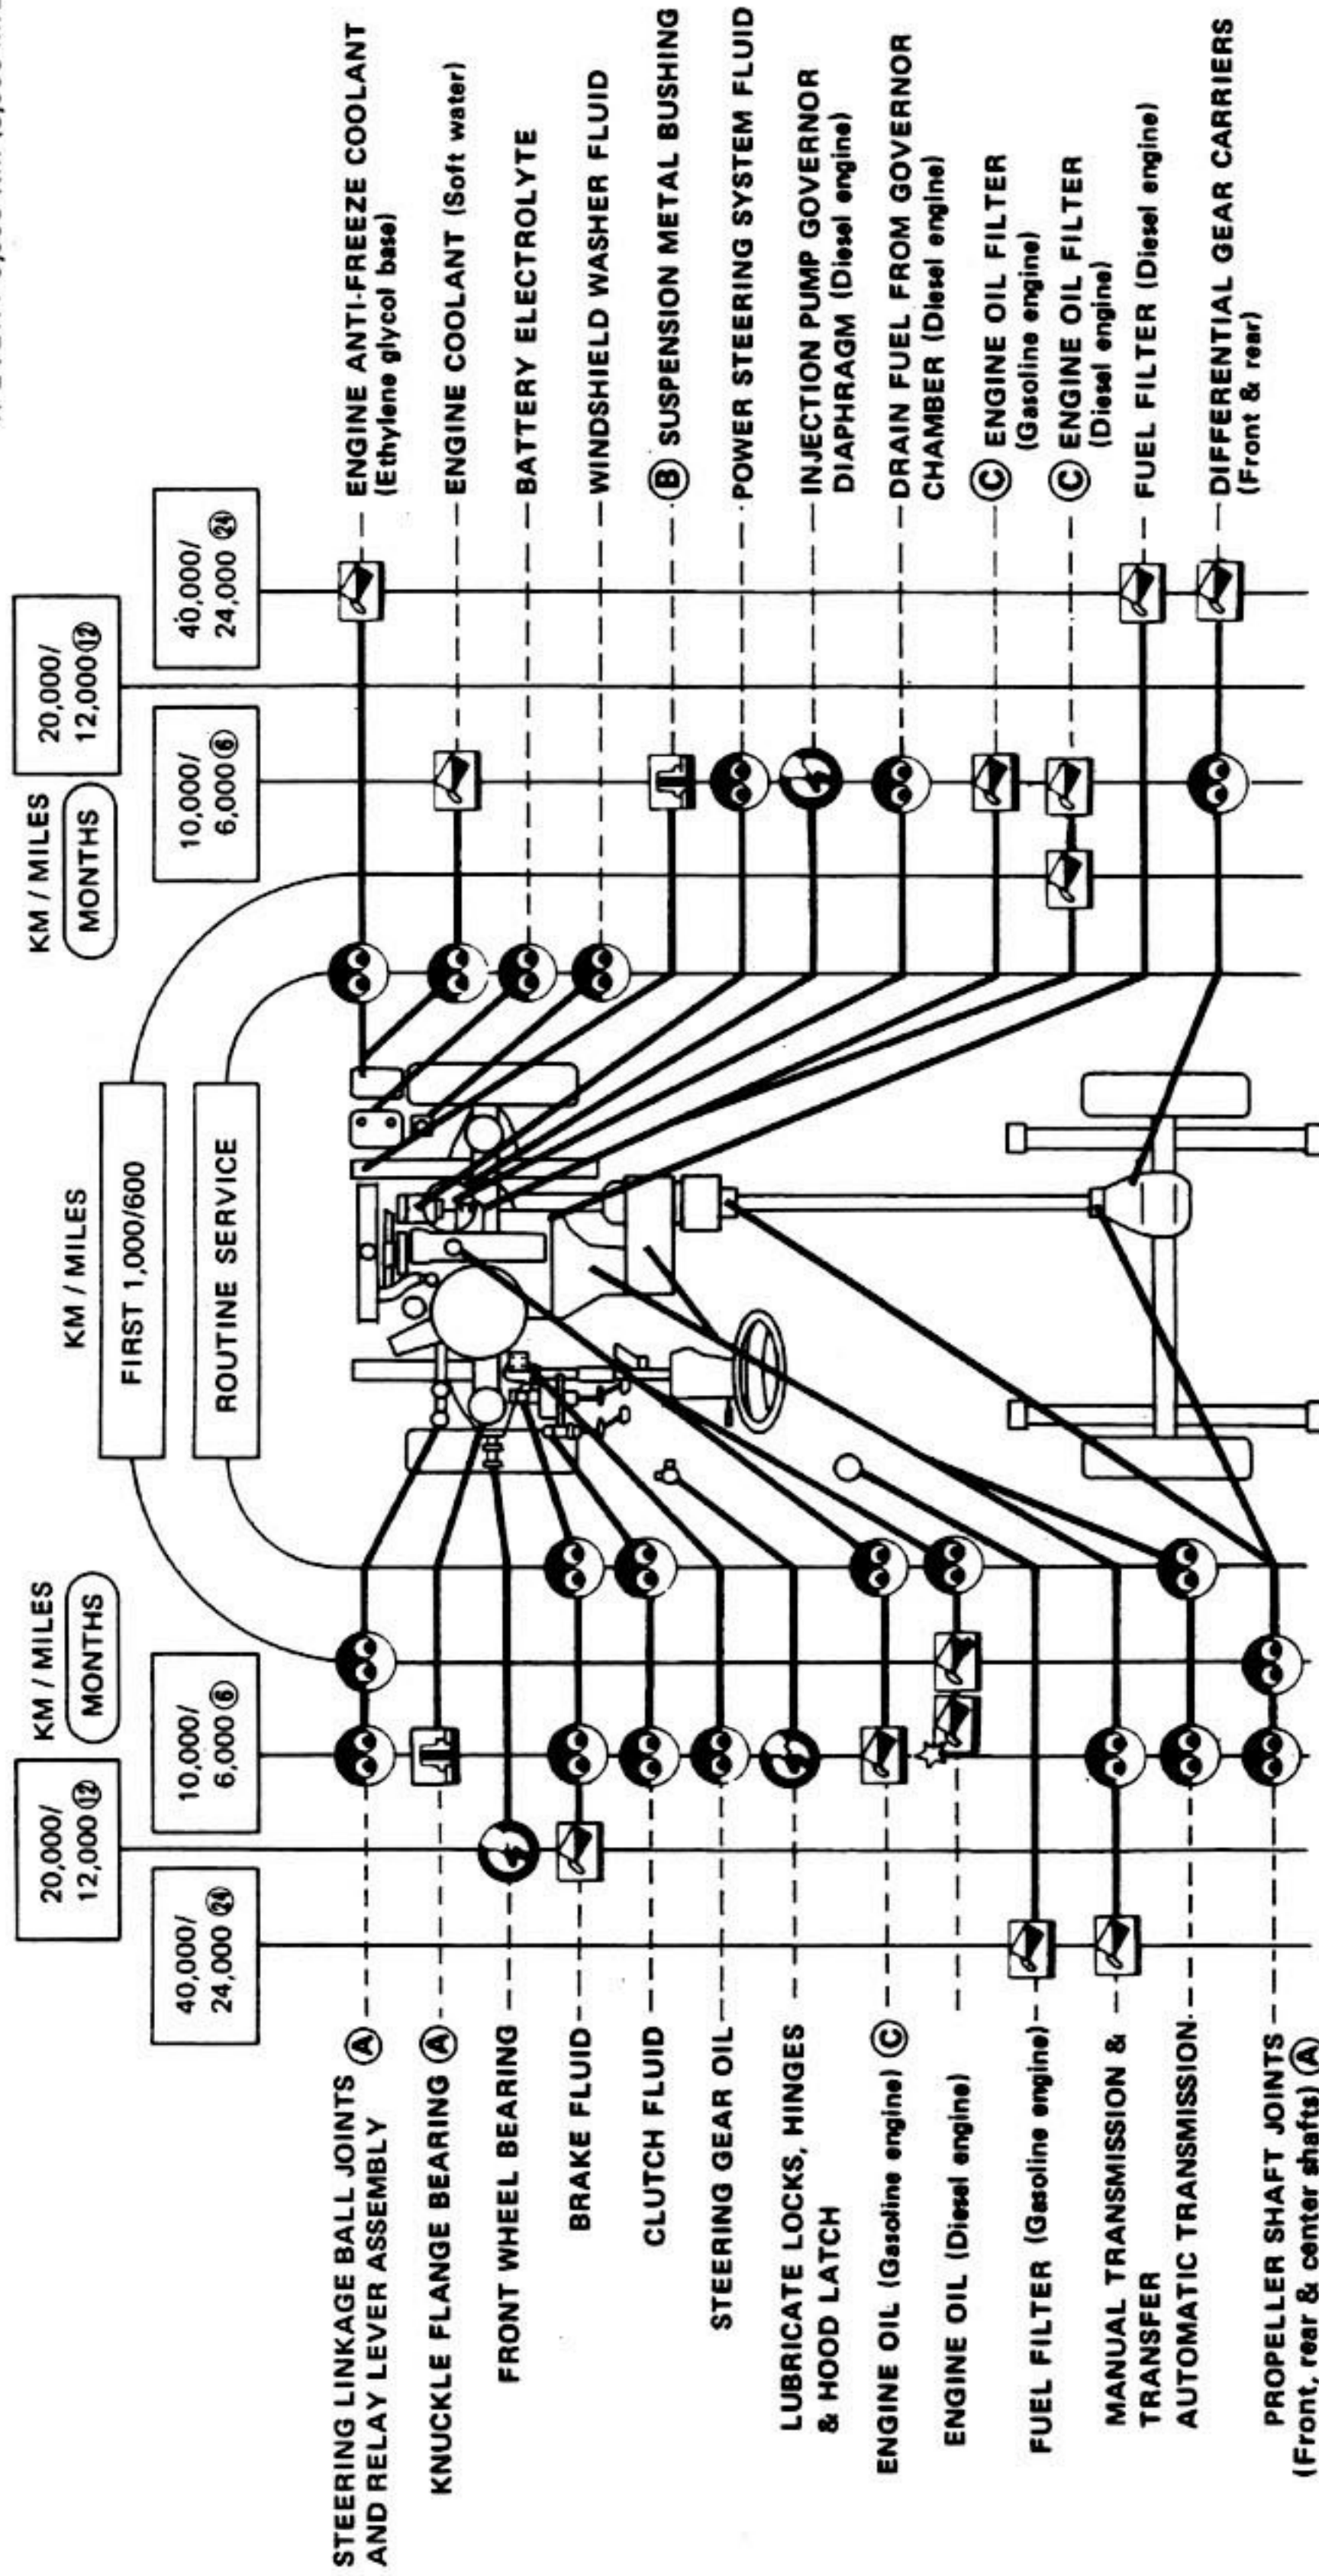 KM / MILES
FIRST 1,000/600
ROUTINE SERVICE
KM / MILES
MONTHS
20,000/
12,000 ⑫
40,000/
24,000 ㉔
10,000/
6,000 ⑥
STEERING LINKAGE BALL JOINTS
AND RELAY LEVER ASSEMBLY Ⓐ
KNUCKLE FLANGE BEARING Ⓐ
FRONT WHEEL BEARING
BRAKE FLUID
CLUTCH FLUID
STEERING GEAR OIL
LUBRICATE LOCKS, HINGES
& HOOD LATCH
ENGINE OIL (Gasoline engine) Ⓒ
ENGINE OIL (Diesel engine)
FUEL FILTER (Gasoline engine)
MANUAL TRANSMISSION &
TRANSFER
AUTOMATIC TRANSMISSION
PROPELLER SHAFT JOINTS
(Front, rear & center shafts) Ⓐ
KM / MILES
MONTHS
20,000/
12,000 ⑫
10,000/
6,000 ⑥
40,000/
24,000 ㉔
ENGINE ANTI-FREEZE COOLANT
(Ethylene glycol base)
ENGINE COOLANT (Soft water)
BATTERY ELECTROLYTE
WINDSHIELD WASHER FLUID
Ⓑ SUSPENSION METAL BUSHING
POWER STEERING SYSTEM FLUID
INJECTION PUMP GOVERNOR
DIAPHRAGM (Diesel engine)
DRAIN FUEL FROM GOVERNOR
CHAMBER (Diesel engine)
Ⓒ ENGINE OIL FILTER
(Gasoline engine)
Ⓒ ENGINE OIL FILTER
(Diesel engine)
FUEL FILTER (Diesel engine)
DIFFERENTIAL GEAR CARRIERS
(Front & rear)